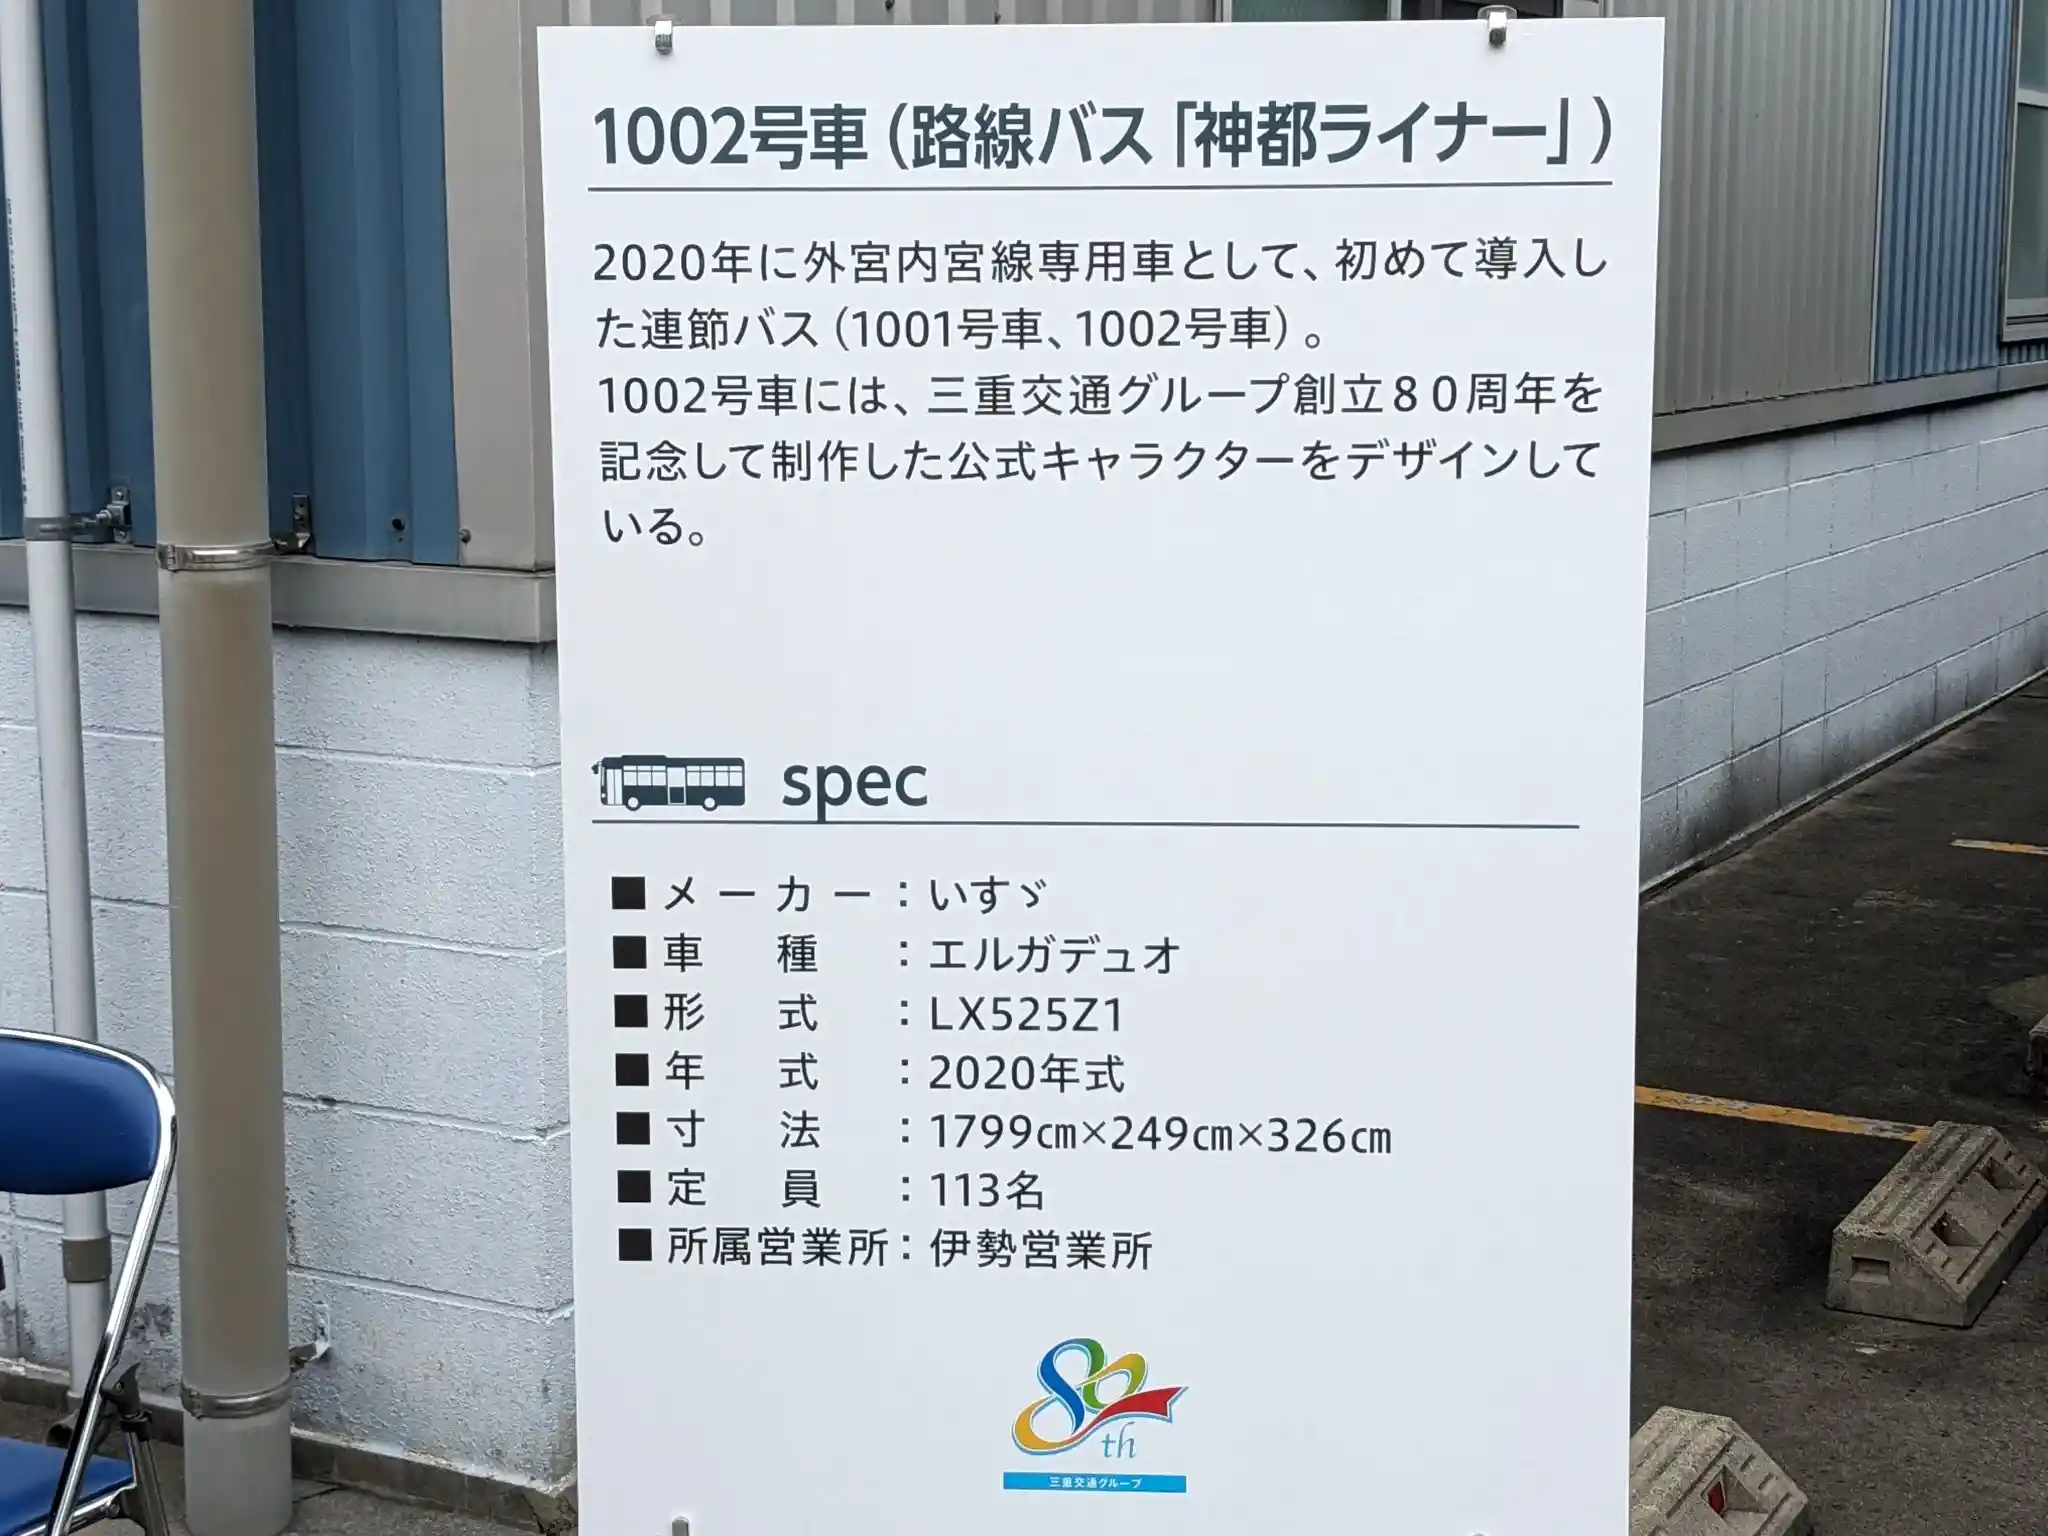 1002号車（路線バス「神都ライナー」）
2020年に外宮内宮線専用車として、初めて導入し
た連節バス（1001号車、1002号車）。
1002号車には、三重交通グループ創立８０周年を
記念して制作した公式キャラクターをデザインして
いる。
spec
■メーカー：いすゞ
■車種：エルガデュオ
■形式：LX525Z1
■年式：2020年式
■寸法：1799㎝×249㎝×326㎝
■定員：113名
■所属営業所：伊勢営業所
80th
三重交通グループ